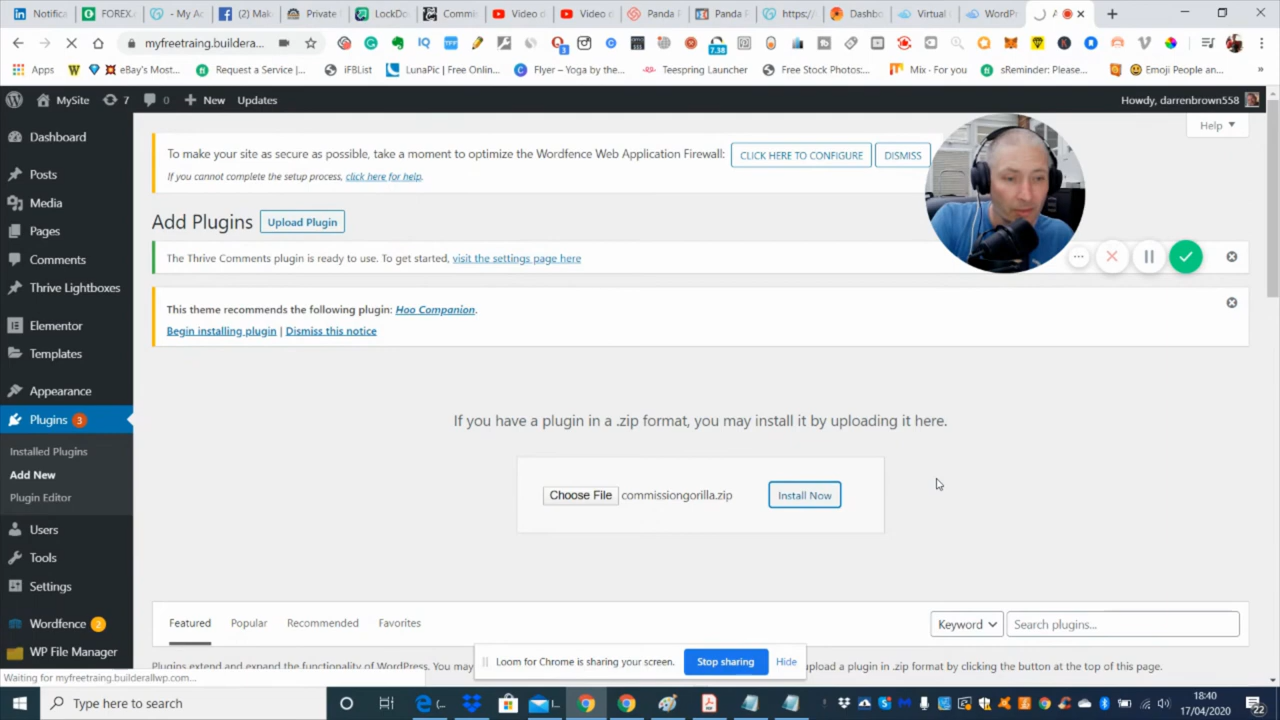 Notifica
FOREX-
- My Ac
(2) Mak
Private
LockDo
Commi
Video d
Video d
Panda F
Panda F
https://
Dashbo
Virtual
WordPr
myfreetraing.buildera...
Apps
eBay's Most...
Request a Service |...
iFBList
LunaPic | Free Onlin...
Flyer – Yoga by the...
Teespring Launcher
Free Stock Photos:...
Mix - For you
sReminder: Please...
Emoji People an...
MySite
7
0
New
Updates
Howdy, darrenbrown558
Help
To make your site as secure as possible, take a moment to optimize the Wordfence Web Application Firewall:
CLICK HERE TO CONFIGURE
DISMISS
If you cannot complete the setup process, click here for help.
Add Plugins
Upload Plugin
The Thrive Comments plugin is ready to use. To get started, visit the settings page here
This theme recommends the following plugin: Hoo Companion.
Begin installing plugin | Dismiss this notice
Dashboard
Posts
Media
Pages
Comments
Thrive Lightboxes
Elementor
Templates
Appearance
Plugins 3
Installed Plugins
Add New
Plugin Editor
Users
Tools
Settings
Wordfence 2
WP File Manager
If you have a plugin in a .zip format, you may install it by uploading it here.
Choose File commissiongorilla.zip
Install Now
Featured
Popular
Recommended
Favorites
Keyword
Search plugins...
Loom for Chrome is sharing your screen.
Stop sharing
Hide
Plugins extend and expand the functionality of WordPress. You may
upload a plugin in .zip format by clicking the button at the top of this page.
Waiting for myfreetraing.builderallwp.com...
Type here to search
18:40
17/04/2020
22